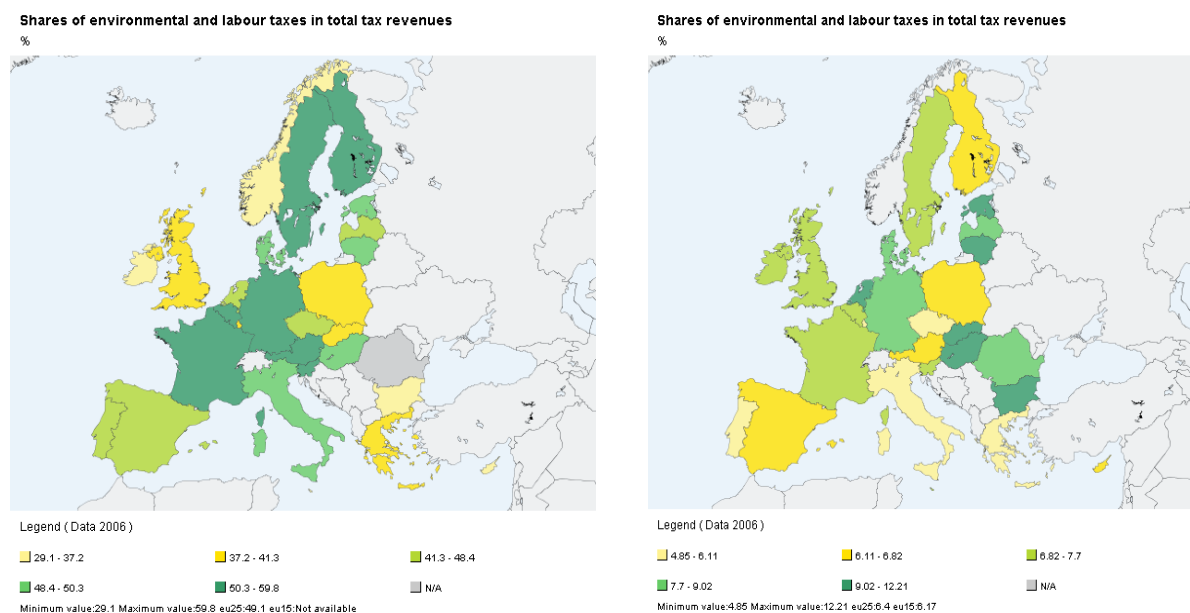 Shares of environmental and labour taxes in total tax revenues
%
Legend ( Data 2006 )
29.1 - 37.2
37.2 - 41.3
41.3 - 48.4
48.4 - 50.3
50.3 - 59.8
N/A
Minimum value:29.1 Maximum value:59.8 eu25:49.1 eu15:Not available
Shares of environmental and labour taxes in total tax revenues
%
Legend ( Data 2006 )
4.85 - 6.11
6.11 - 6.82
6.82 - 7.7
7.7 - 9.02
9.02 - 12.21
N/A
Minimum value:4.85 Maximum value:12.21 eu25:6.4 eu15:6.17